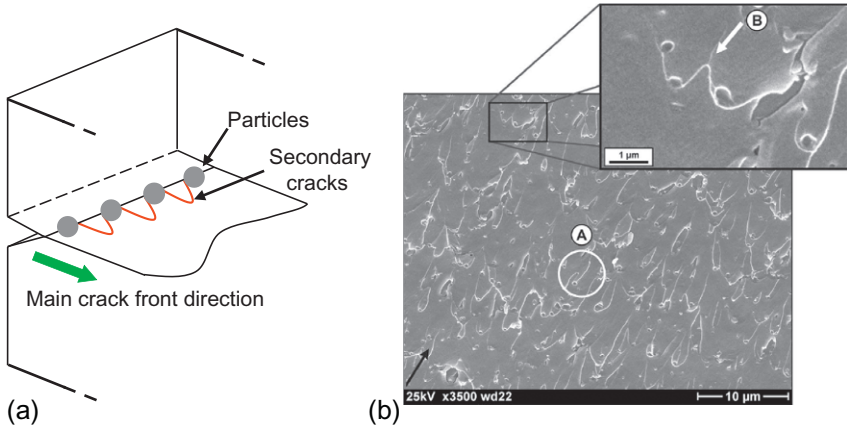 Particles
Secondary
cracks
Main crack front direction
(a)
B
1 µm
A
(b)
25kV x3500 wd22
10 µm